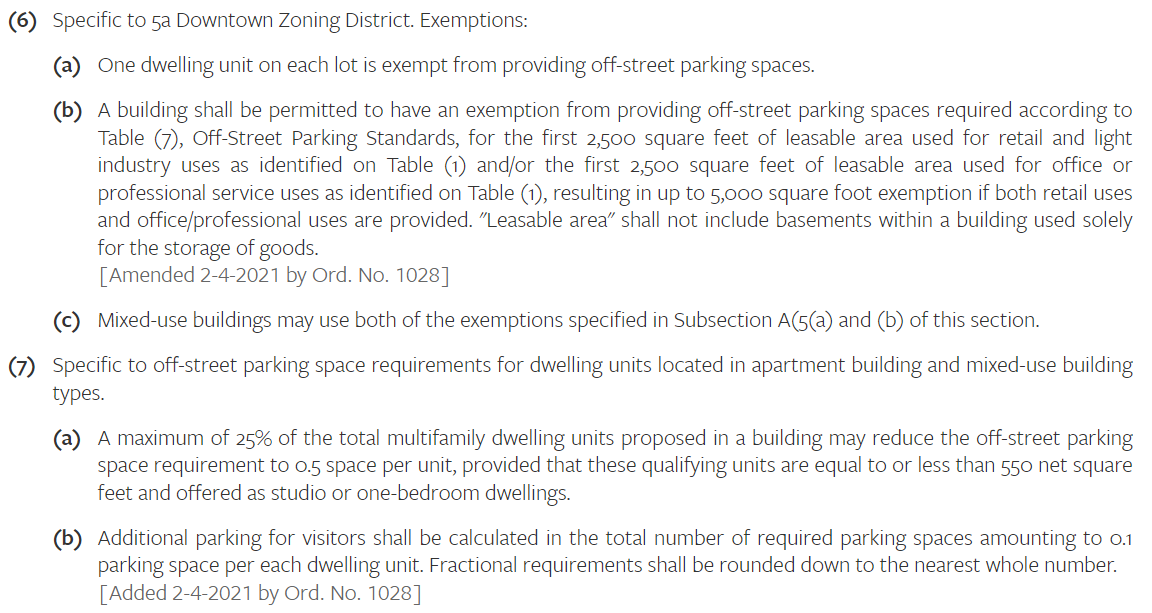 (6) Specific to 5a Downtown Zoning District. Exemptions:
(a) One dwelling unit on each lot is exempt from providing off-street parking spaces.
(b) A building shall be permitted to have an exemption from providing off-street parking spaces required according to
Table (7), Off-Street Parking Standards, for the first 2,500 square feet of leasable area used for retail and light
industry uses as identified on Table (1) and/or the first 2,500 square feet of leasable area used for office or
professional service uses as identified on Table (1), resulting in up to 5,000 square foot exemption if both retail uses
and office/professional uses are provided. "Leasable area" shall not include basements within a building used solely
for the storage of goods.
[Amended 2-4-2021 by Ord. No. 1028]
(c) Mixed-use buildings may use both of the exemptions specified in Subsection A(5(a) and (b) of this section.
(7) Specific to off-street parking space requirements for dwelling units located in apartment building and mixed-use building
types.
(a) A maximum of 25% of the total multifamily dwelling units proposed in a building may reduce the off-street parking
space requirement to 0.5 space per unit, provided that these qualifying units are equal to or less than 550 net square
feet and offered as studio or one-bedroom dwellings.
(b) Additional parking for visitors shall be calculated in the total number of required parking spaces amounting to 0.1
parking space per each dwelling unit. Fractional requirements shall be rounded down to the nearest whole number.
[Added 2-4-2021 by Ord. No. 1028]